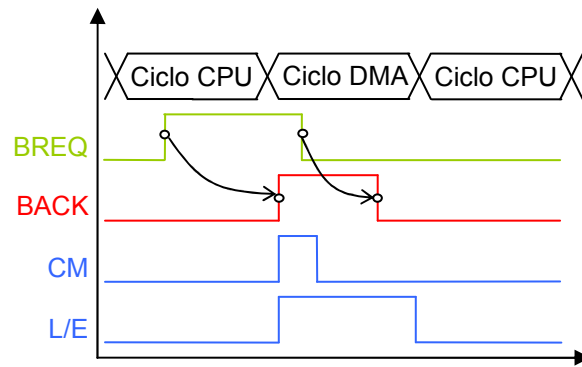 Ciclo CPU Ciclo DMA Ciclo CPU
BREQ
BACK
CM
L/E